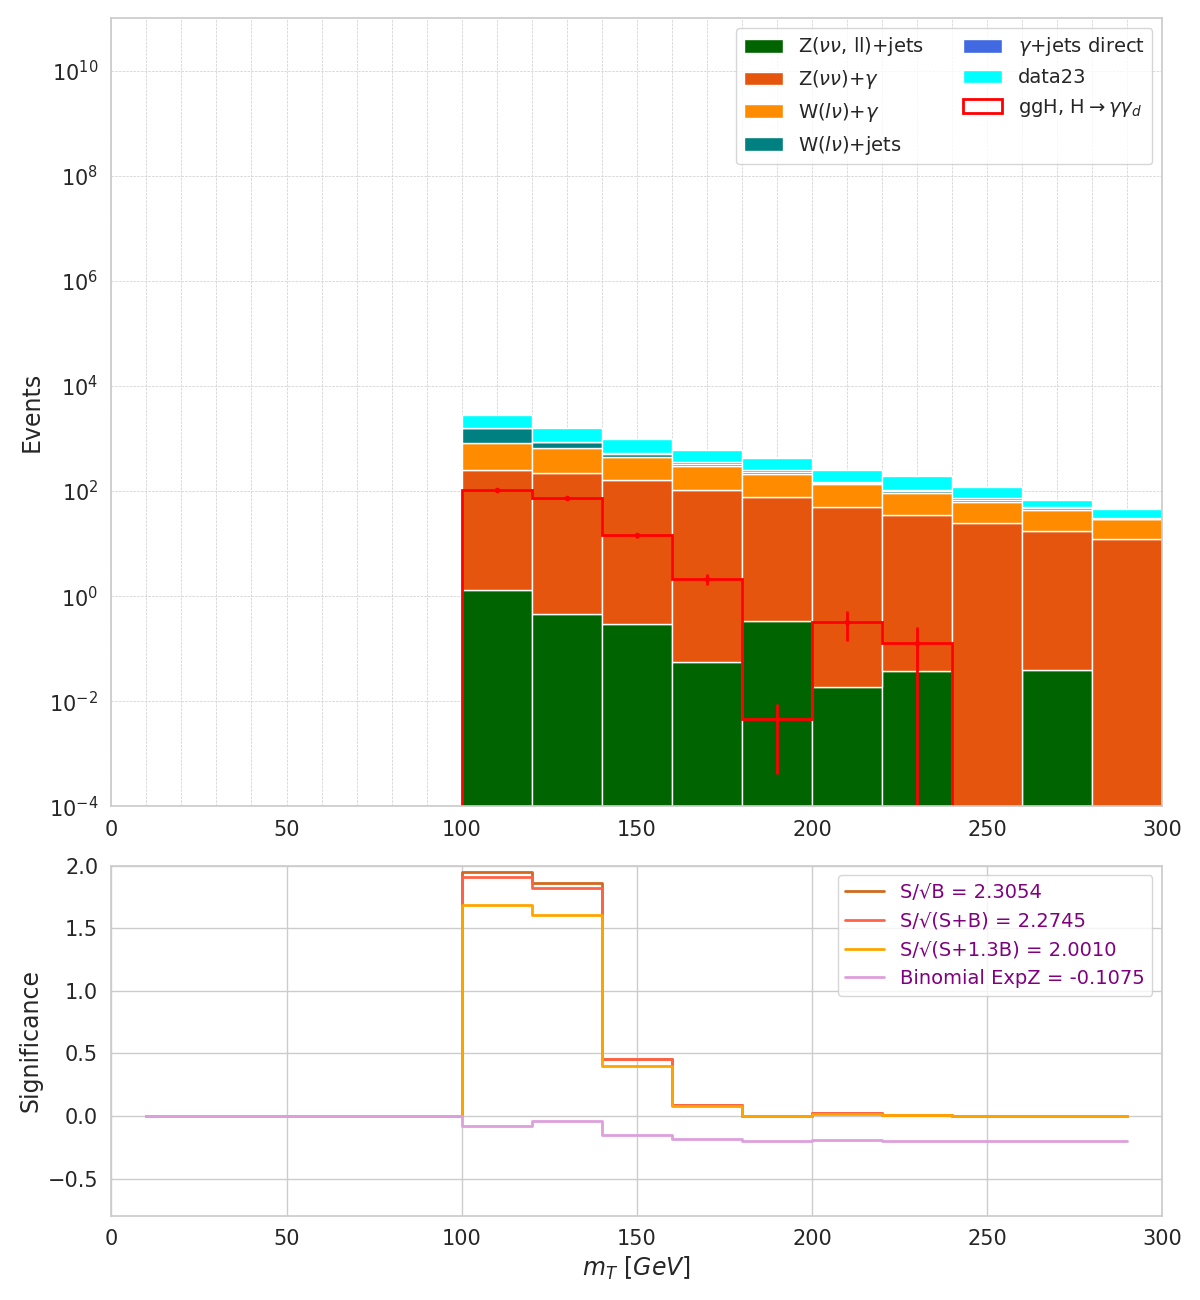 Z(νν, ll)+jets
Z(νν)+γ
W(lν)+γ
W(lν)+jets
γ+jets direct
data23
ggH, H→γγ_d
Events
10^10
10^8
10^6
10^4
10^2
10^0
10^−2
10^−4
0 50 100 150 200 250 300
S/√B = 2.3054
S/√(S+B) = 2.2745
S/√(S+1.3B) = 2.0010
Binomial ExpZ = -0.1075
Significance
2.0
1.5
1.0
0.5
0.0
−0.5
0 50 100 150 200 250 300
m_T [GeV]